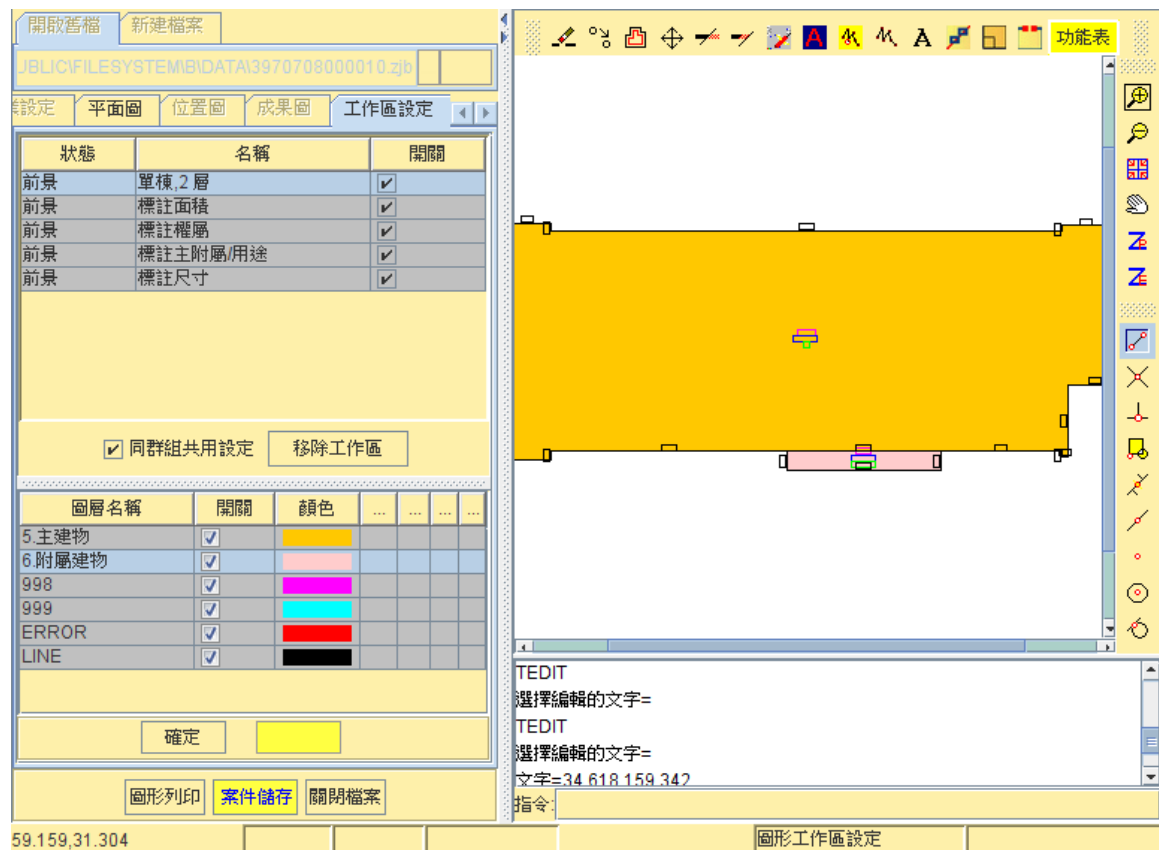 開啟舊檔 新建檔案
JBLIC\FILESYSTEM\B\DATA\3970708000010.zjb
設定 平面圖 位置圖 成果圖 工作區設定
狀態 名稱 開關
前景 單棟,2 層
前景 標註面積
前景 標註權屬
前景 標註主附屬/用途
前景 標註尺寸
同群組共用設定 移除工作區
圖層名稱 開關 顏色 ... ... ... ...
5.主建物
6.附屬建物
998
999
ERROR
LINE
確定
圖形列印 案件儲存 關閉檔案
59.159,31.304
A A 功能表
TEDIT
選擇編輯的文字=
TEDIT
選擇編輯的文字=
文字=34.618,159.342
指令:
圖形工作區設定